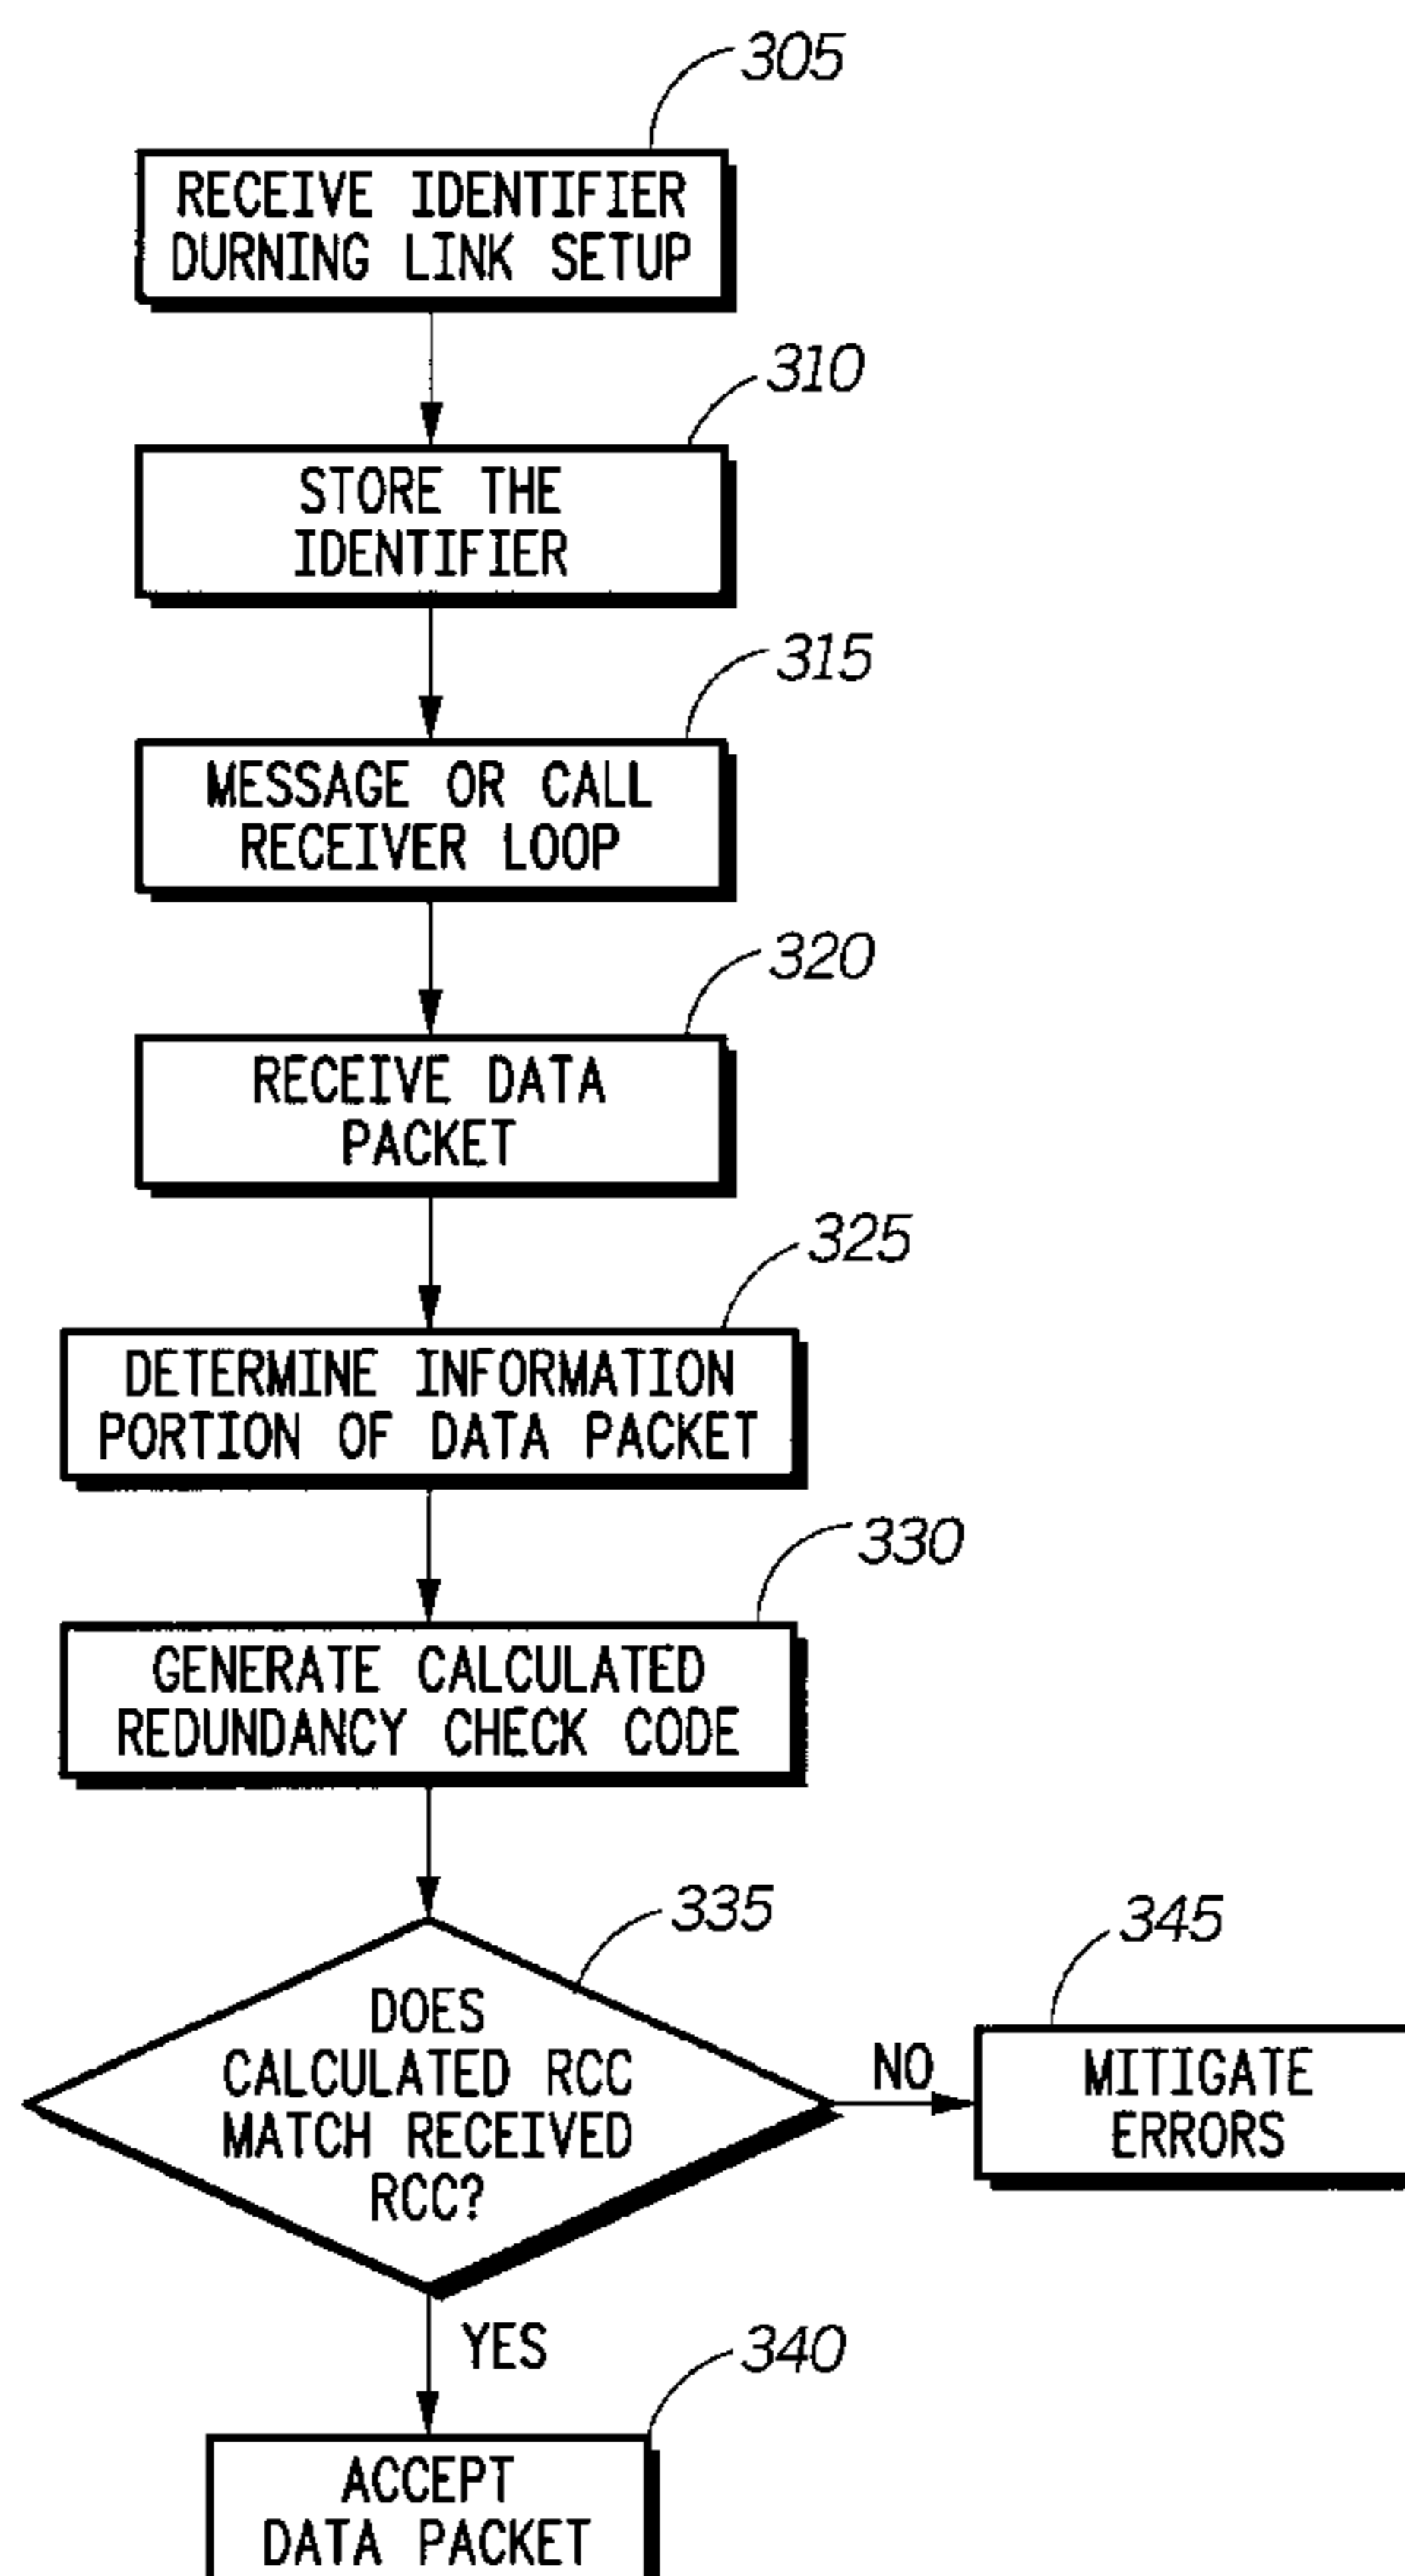 305
RECEIVE IDENTIFIER
DURNING LINK SETUP
310
STORE THE
IDENTIFIER
315
MESSAGE OR CALL
RECEIVER LOOP
320
RECEIVE DATA
PACKET
325
DETERMINE INFORMATION
PORTION OF DATA PACKET
330
GENERATE CALCULATED
REDUNDANCY CHECK CODE
335
DOES
CALCULATED RCC
MATCH RECEIVED
RCC?
NO
345
MITIGATE
ERRORS
YES
340
ACCEPT
DATA PACKET